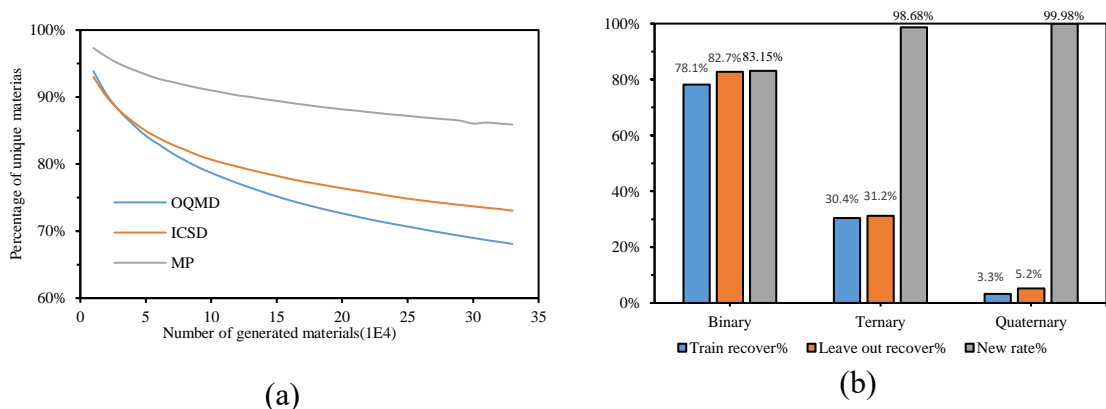 100%
90%
80%
70%
60%
Percentage of unique materias
OQMD
ICSD
MP
0 5 10 15 20 25 30 35
Number of generated materials(1E4)
(a)
100%
80%
60%
40%
20%
0%
78.1% 82.7% 83.15%
30.4% 31.2% 98.68%
3.3% 5.2% 99.98%
Binary Ternary Quaternary
Train recover% Leave out recover% New rate%
(b)